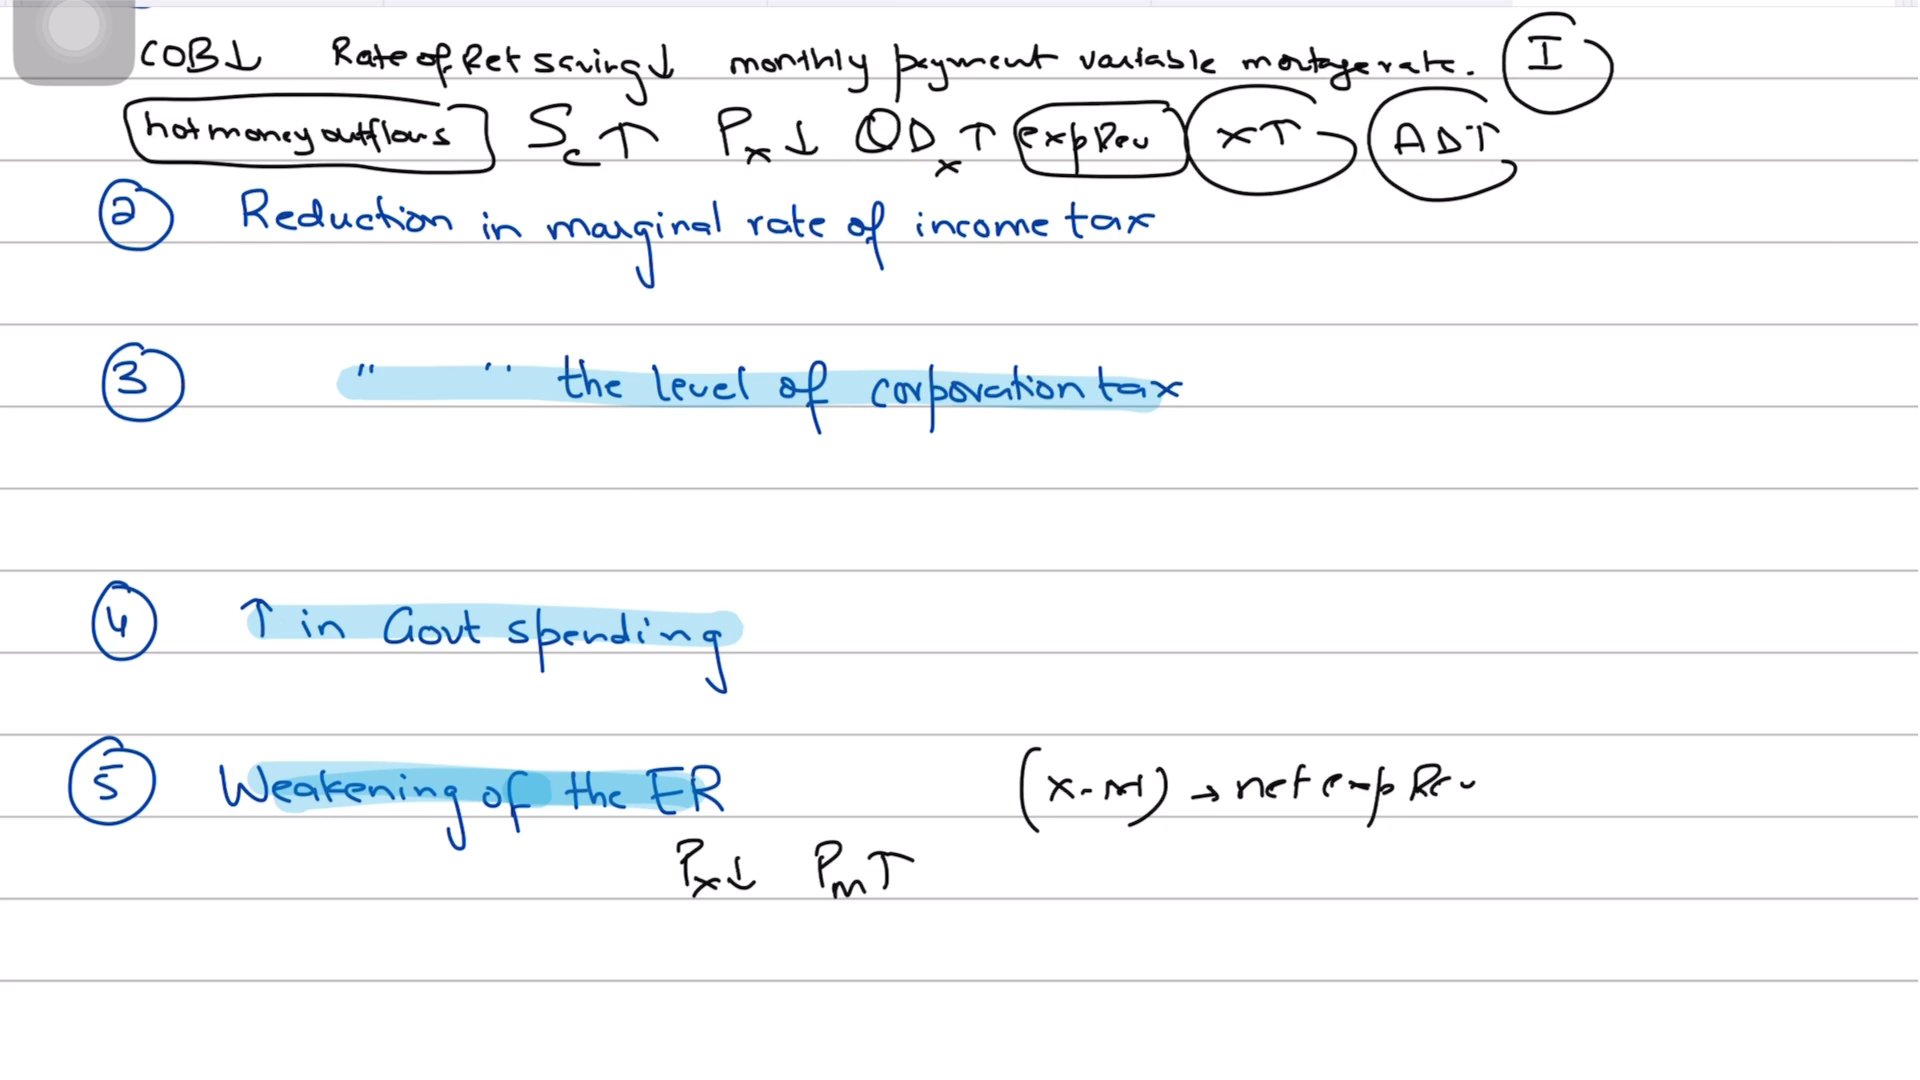 COB↓ Rate of Ret saving↓ monthly payment variable mortage rate. I
hot money outflows Sc↑ Px↓ QDx↑ exp Rev X↑ AD↑
2 Reduction in marginal rate of income tax
3 " " the level of corporation tax
4 ↑ in Govt spending
5 Weakening of the ER (x-m) → net exp Rev
Px↓ Pm↑